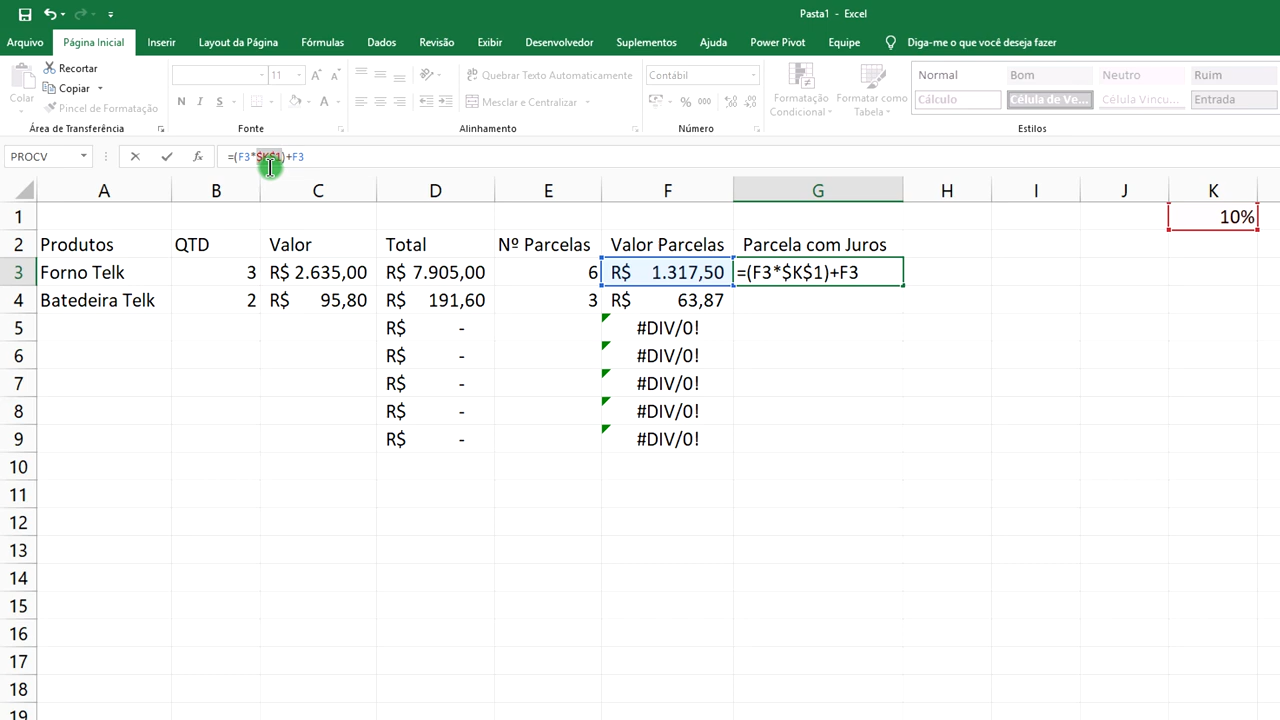 Pasta1 - Excel
Arquivo Página Inicial Inserir Layout da Página Fórmulas Dados Revisão Exibir Desenvolvedor Suplementos Ajuda Power Pivot Equipe Diga-me o que você deseja fazer
Colar
Recortar
Copiar
Pincel de Formatação
Área de Transferência
11
A A
N I S A
Fonte
Quebrar Texto Automaticamente
Mesclar e Centralizar
Alinhamento
Contábil
% 000
Número
Formatação Condicional
Formatar como Tabela
Normal Bom Neutro Ruim
Cálculo Célula de Ve... Célula Vincu... Entrada
Estilos
PROCV fx =(F3*$K$1)+F3
A B C D E F G H I J K
1 10%
2 Produtos QTD Valor Total Nº Parcelas Valor Parcelas Parcela com Juros
3 Forno Telk 3 R$ 2.635,00 R$ 7.905,00 6 R$ 1.317,50 =(F3*$K$1)+F3
4 Batedeira Telk 2 R$ 95,80 R$ 191,60 3 R$ 63,87
5 R$ - #DIV/0!
6 R$ - #DIV/0!
7 R$ - #DIV/0!
8 R$ - #DIV/0!
9 R$ - #DIV/0!
10
11
12
13
14
15
16
17
18
19